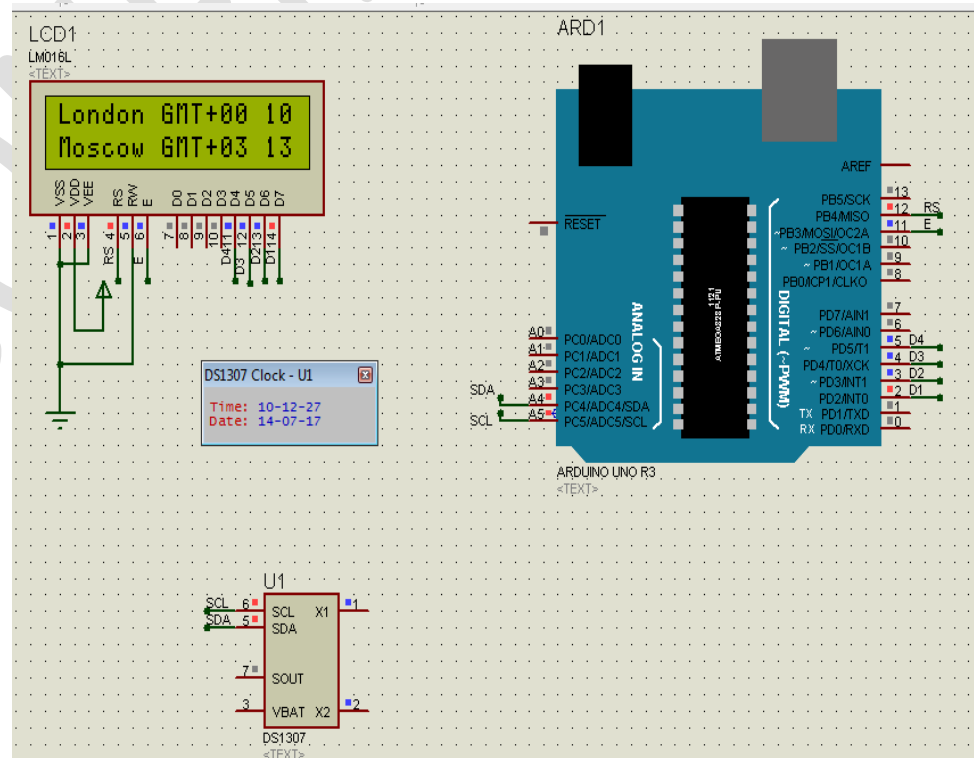 LCD1
LM016L
<TEXT>
London GMT+00 10
Moscow GMT+03 13
VSS
VDD
VEE
RS
RW
E
D0
D1
D2
D3
D4
D5
D6
D7
1
2
3
RS 4
5
E 6
7
8
9
10
D4 11
D3 12
D2 13
D1 14
DS1307 Clock - U1
Time: 10-12-27
Date: 14-07-17
ARD1
AREF
RESET
PB5/SCK 13
PB4/MISO 12 RS
~PB3/MOSI/OC2A 11 E
~ PB2/SS/OC1B 10
~ PB1/OC1A 9
PB0/ICP1/CLKO 8
PD7/AIN1 7
~ PD6/AIN0 6
~ PD5/T1 5 D4
PD4/T0/XCK 4 D3
~ PD3/INT1 3 D2
PD2/INT0 2 D1
TX PD1/TXD 1
RX PD0/RXD 0
DIGITAL (~PWM)
ANALOG IN
1121
A0 PC0/ADC0
A1 PC1/ADC1
A2 PC2/ADC2
A3 PC3/ADC3
SDA A4 PC4/ADC4/SDA
SCL A5 PC5/ADC5/SCL
ARDUINO UNO R3
<TEXT>
U1
SCL 6 SCL X1 1
SDA 5 SDA
7 SOUT
3 VBAT X2 2
DS1307
<TEXT>